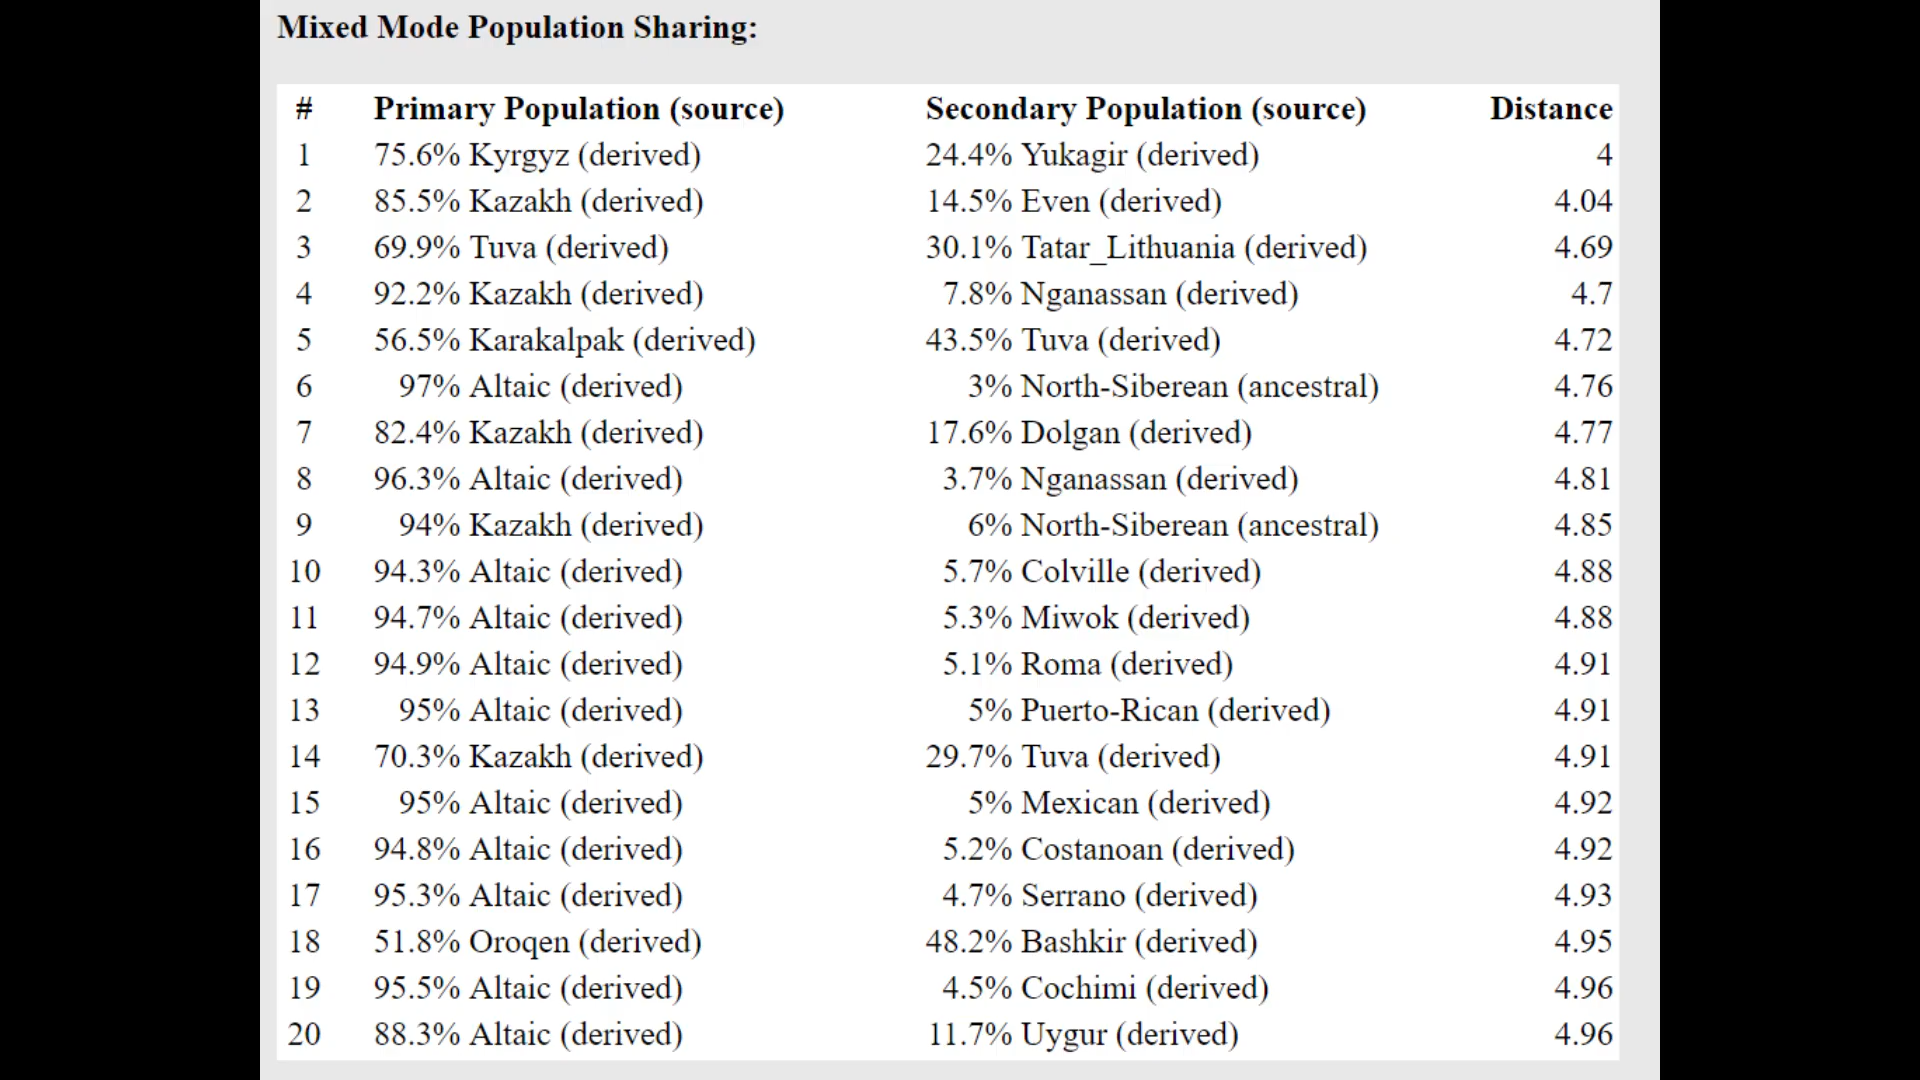 Mixed Mode Population Sharing:
# Primary Population (source) Secondary Population (source) Distance
1 75.6% Kyrgyz (derived) 24.4% Yukagir (derived) 4
2 85.5% Kazakh (derived) 14.5% Even (derived) 4.04
3 69.9% Tuva (derived) 30.1% Tatar_Lithuania (derived) 4.69
4 92.2% Kazakh (derived) 7.8% Nganassan (derived) 4.7
5 56.5% Karakalpak (derived) 43.5% Tuva (derived) 4.72
6 97% Altaic (derived) 3% North-Siberean (ancestral) 4.76
7 82.4% Kazakh (derived) 17.6% Dolgan (derived) 4.77
8 96.3% Altaic (derived) 3.7% Nganassan (derived) 4.81
9 94% Kazakh (derived) 6% North-Siberean (ancestral) 4.85
10 94.3% Altaic (derived) 5.7% Colville (derived) 4.88
11 94.7% Altaic (derived) 5.3% Miwok (derived) 4.88
12 94.9% Altaic (derived) 5.1% Roma (derived) 4.91
13 95% Altaic (derived) 5% Puerto-Rican (derived) 4.91
14 70.3% Kazakh (derived) 29.7% Tuva (derived) 4.91
15 95% Altaic (derived) 5% Mexican (derived) 4.92
16 94.8% Altaic (derived) 5.2% Costanoan (derived) 4.92
17 95.3% Altaic (derived) 4.7% Serrano (derived) 4.93
18 51.8% Oroqen (derived) 48.2% Bashkir (derived) 4.95
19 95.5% Altaic (derived) 4.5% Cochimi (derived) 4.96
20 88.3% Altaic (derived) 11.7% Uygur (derived) 4.96